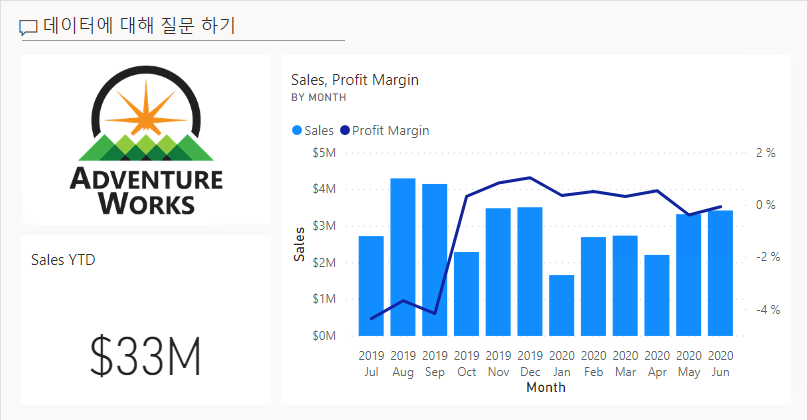 데이터에 대해 질문 하기
ADVENTURE
WORKS
Sales YTD
$33M
Sales, Profit Margin
BY MONTH
Sales Profit Margin
$5M
$4M
$3M
$2M
$1M
$0M
Sales
2 %
0 %
-2 %
-4 %
2019 2019 2019 2019 2019 2019 2020 2020 2020 2020 2020 2020
Jul Aug Sep Oct Nov Dec Jan Feb Mar Apr May Jun
Month